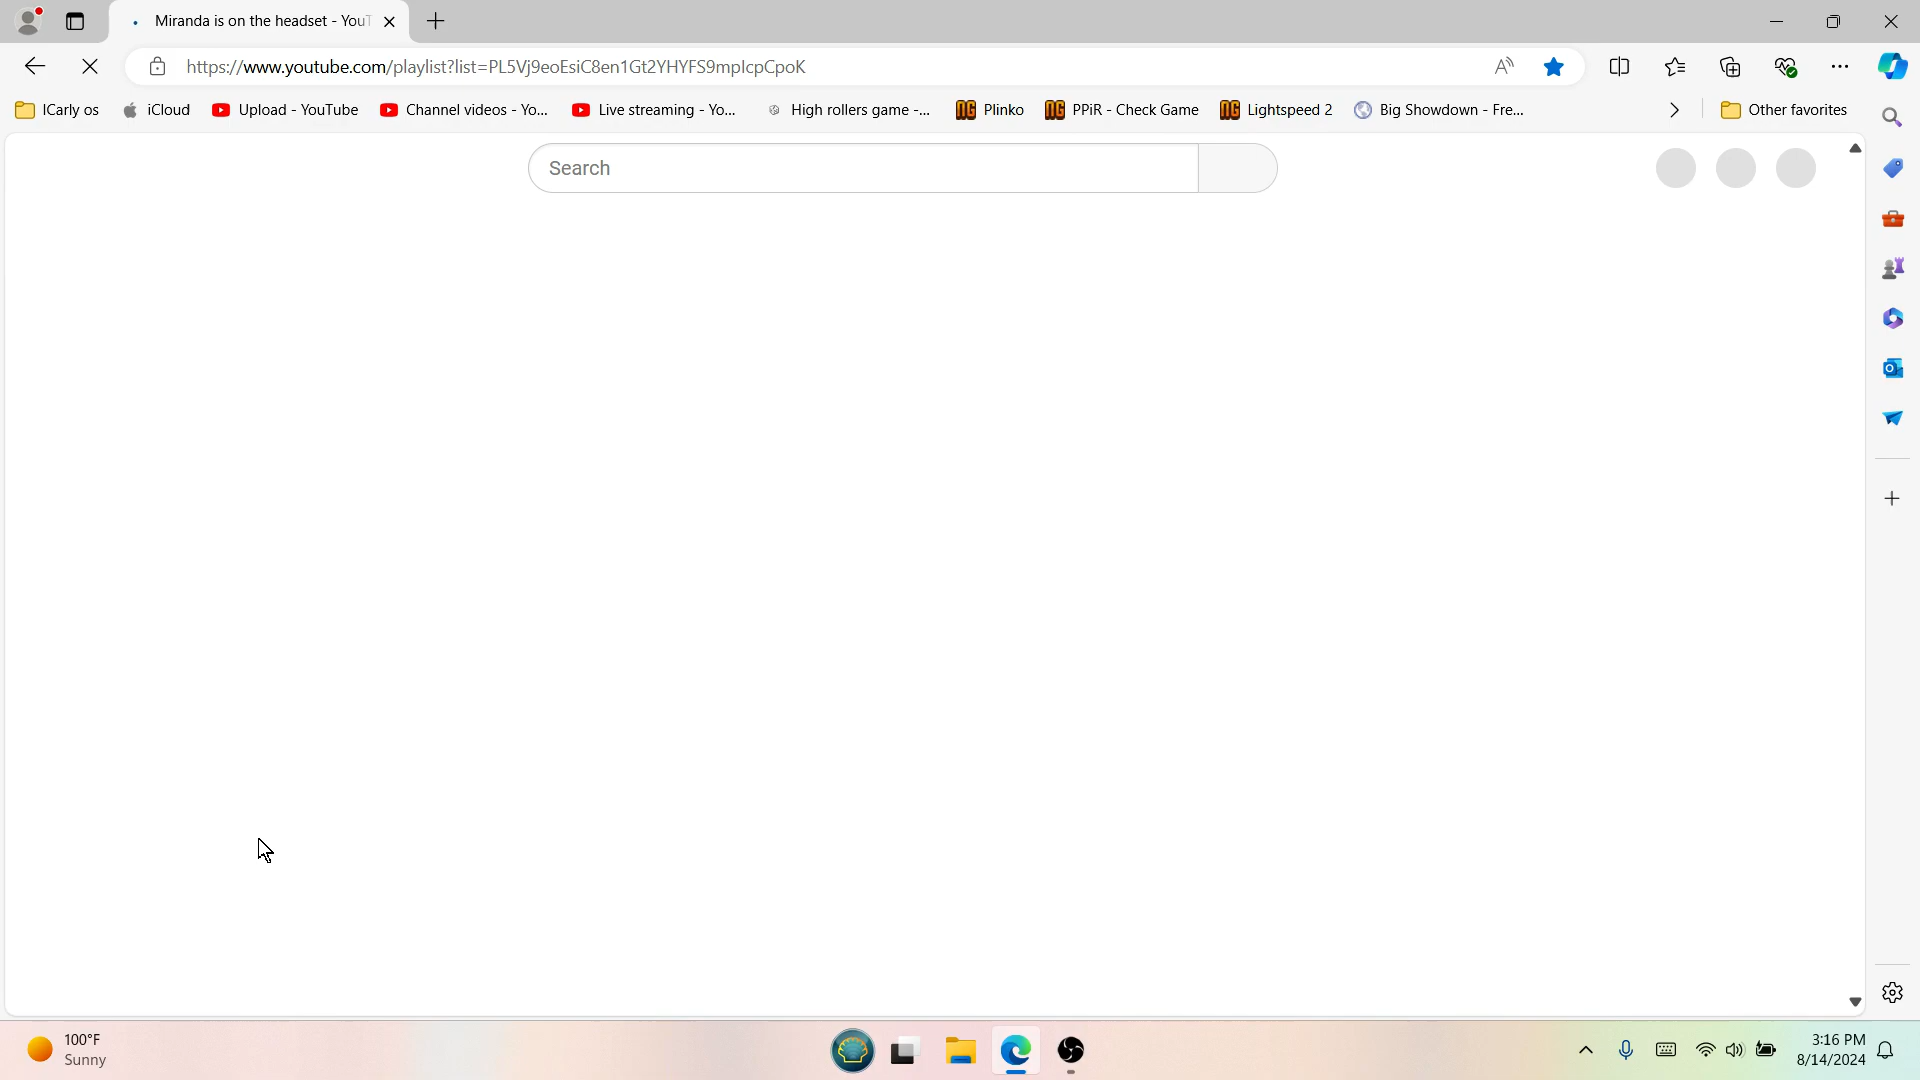 Miranda is on the headset - YouT
https://www.youtube.com/playlist?list=PL5Vj9eoEsiC8en1Gt2YHYFS9mplcpCpoK
ICarly os
iCloud
Upload - YouTube
Channel videos - Yo...
Live streaming - Yo...
High rollers game -...
Plinko
PPiR - Check Game
Lightspeed 2
Big Showdown - Fre...
Other favorites
Search
100°F
Sunny
3:16 PM
8/14/2024